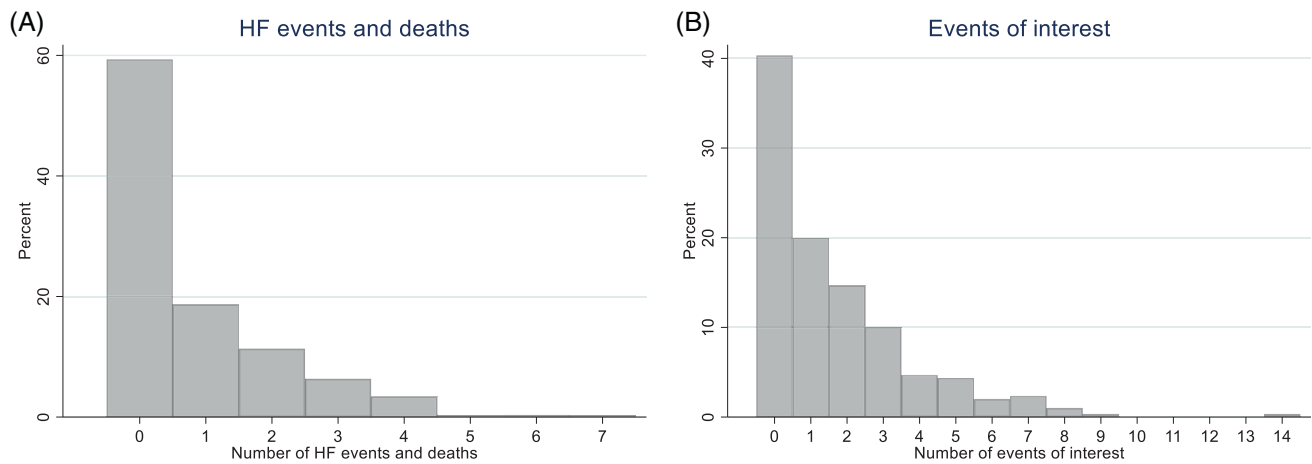 (A)
HF events and deaths
60
40
20
0
Percent
0 1 2 3 4 5 6 7
Number of HF events and deaths
(B)
Events of interest
40
30
20
10
0
Percent
0 1 2 3 4 5 6 7 8 9 10 11 12 13 14
Number of events of interest